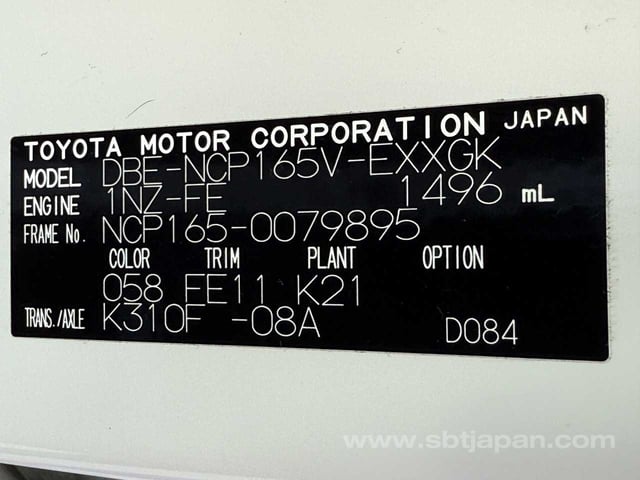 TOYOTA MOTOR CORPORATION JAPAN
MODEL DBE-NCP165V-EXXGK
ENGINE 1NZ-FE 1496 mL
FRAME No. NCP165-0079895
COLOR TRIM PLANT OPTION
058 FE11 K21
TRANS./AXLE K310F -08A D084
www.sbtjapan.com